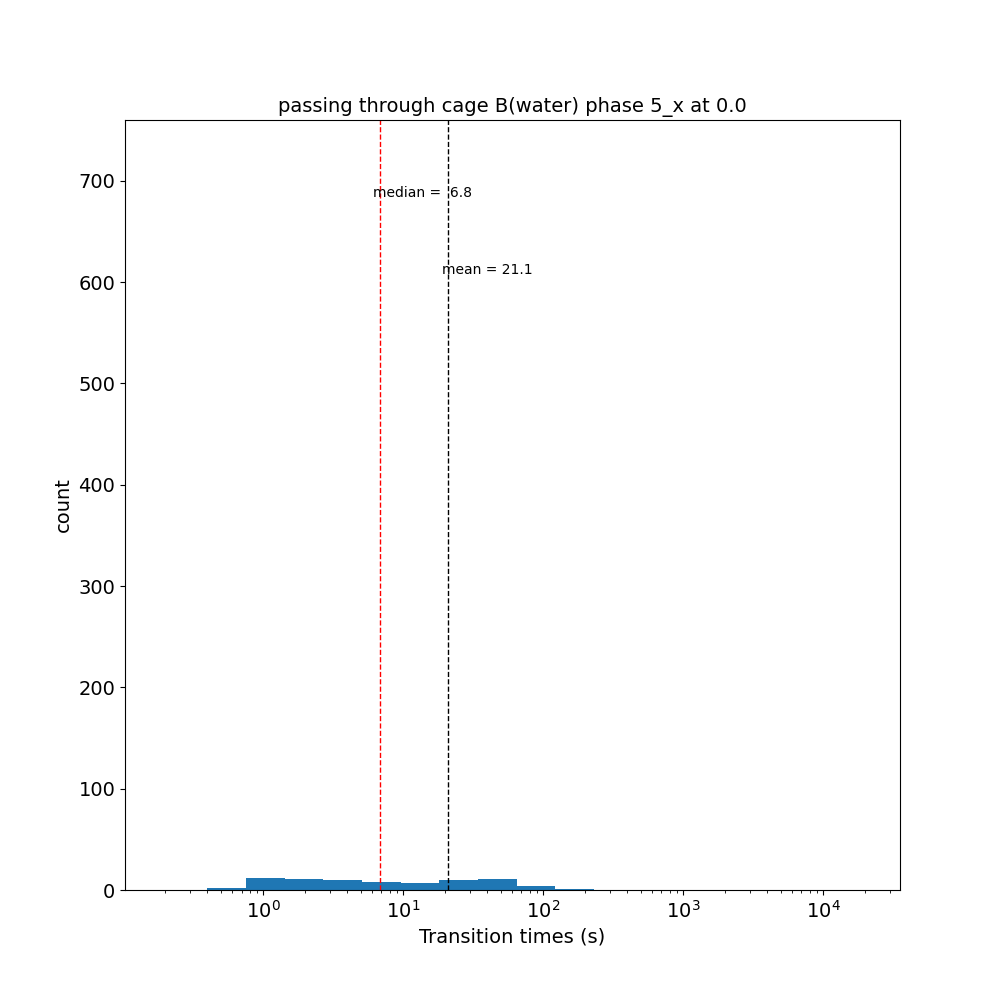 passing through cage B(water) phase 5_x at 0.0
700
median =  6.8
mean = 21.1
600
500
400
count
300
200
100
0
10^0
10^1
10^2
10^3
10^4
Transition times (s)